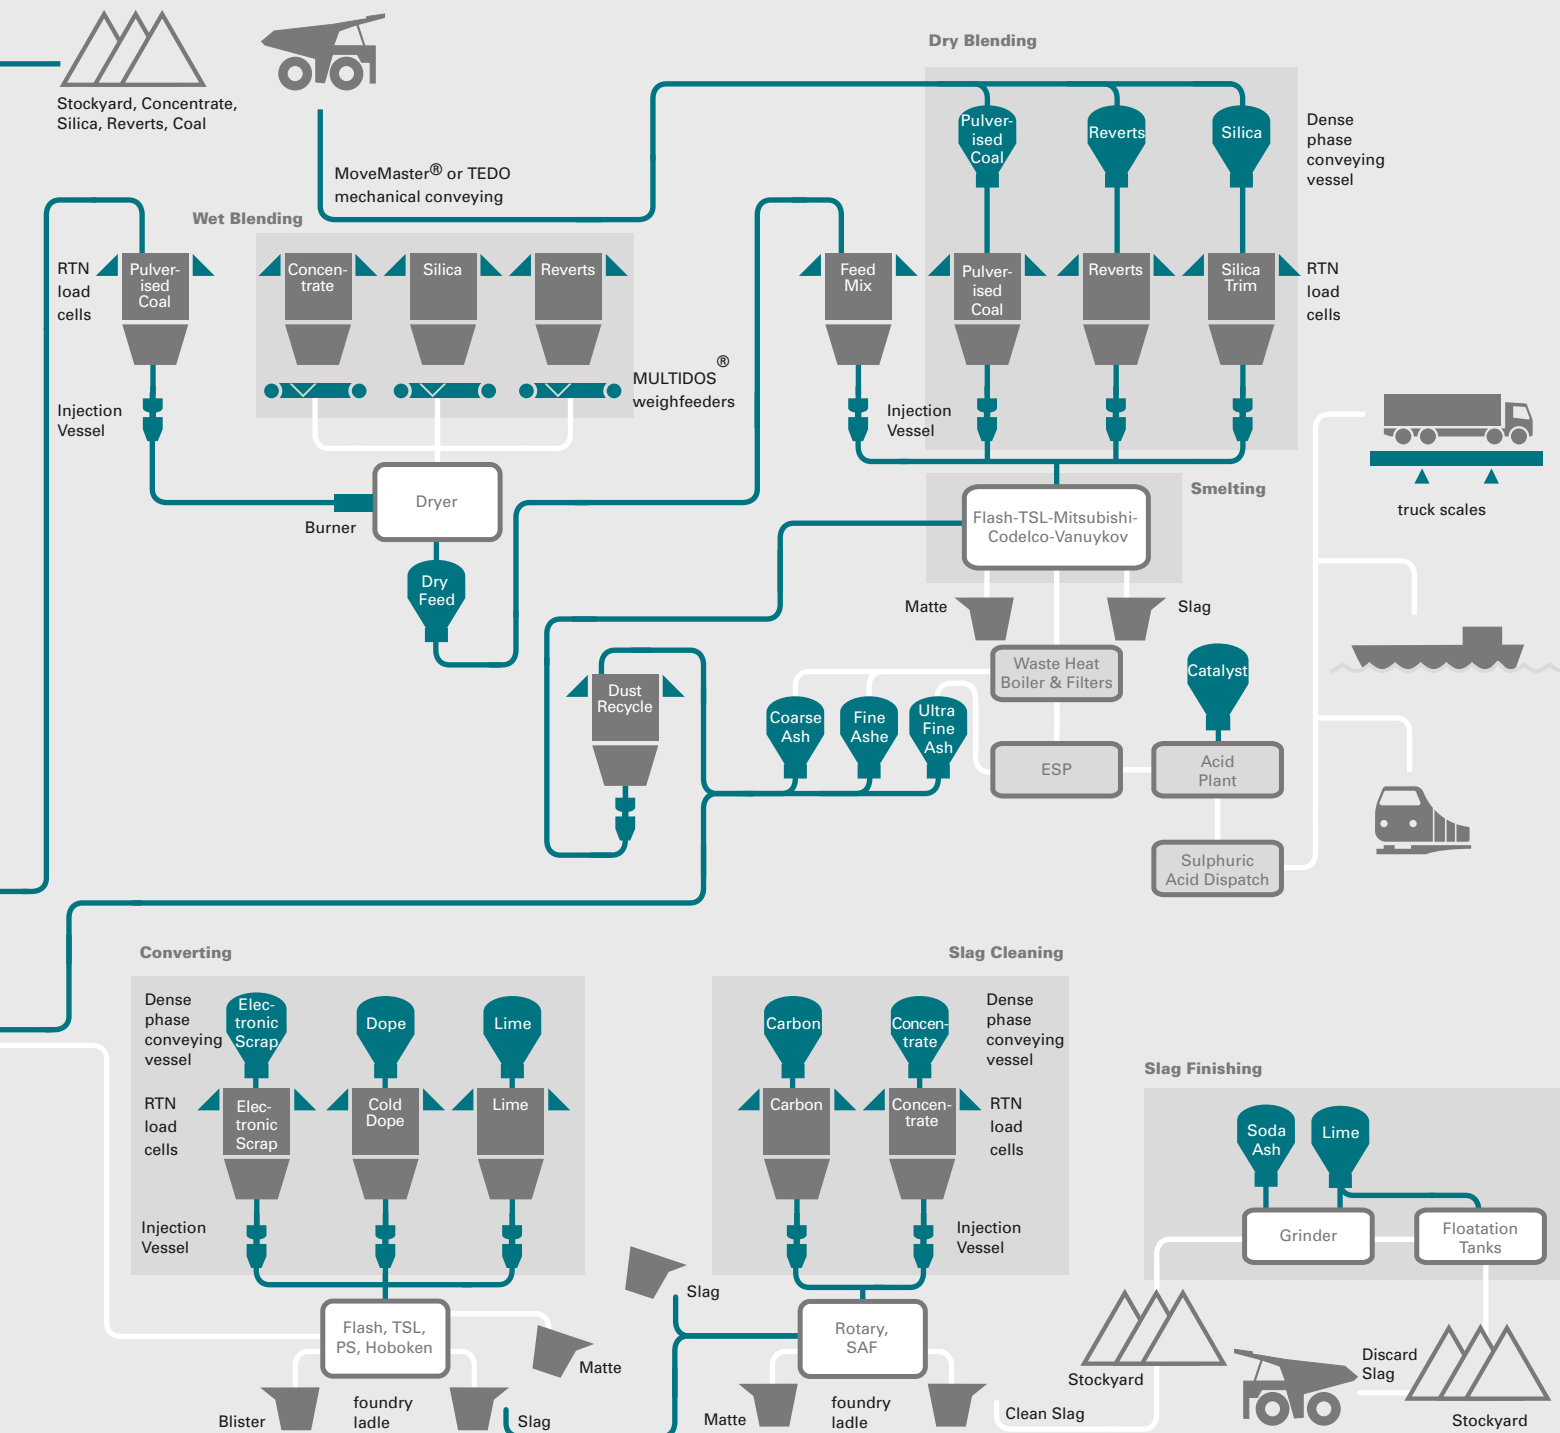 Dry Blending
Stockyard, Concentrate,
Silica, Reverts, Coal
MoveMaster® or TEDO
mechanical conveying
Pulver-
ised
Coal
Reverts
Silica
Dense
phase
conveying
vessel
Wet Blending
RTN
load
cells
Pulver-
ised
Coal
Concen-
trate
Silica
Reverts
Feed
Mix
Pulver-
ised
Coal
Reverts
Silica
Trim
RTN
load
cells
MULTIDOS®
weighfeeders
Injection
Vessel
Injection
Vessel
Burner
Dryer
Dry
Feed
Smelting
Flash-TSL-Mitsubishi-
Codelco-Vanuykov
truck scales
Matte
Slag
Waste Heat
Boiler & Filters
Catalyst
Dust
Recycle
Coarse
Ash
Fine
Ashe
Ultra
Fine
Ash
ESP
Acid
Plant
Sulphuric
Acid Dispatch
Converting
Dense
phase
conveying
vessel
Elec-
tronic
Scrap
Dope
Lime
RTN
load
cells
Elec-
tronic
Scrap
Cold
Dope
Lime
Injection
Vessel
Flash, TSL,
PS, Hoboken
Matte
Blister
foundry
ladle
Slag
Slag Cleaning
Carbon
Concen-
trate
Dense
phase
conveying
vessel
Carbon
Concen-
trate
RTN
load
cells
Injection
Vessel
Slag
Rotary,
SAF
Matte
foundry
ladle
Clean Slag
Slag Finishing
Soda
Ash
Lime
Grinder
Floatation
Tanks
Stockyard
Discard
Slag
Stockyard